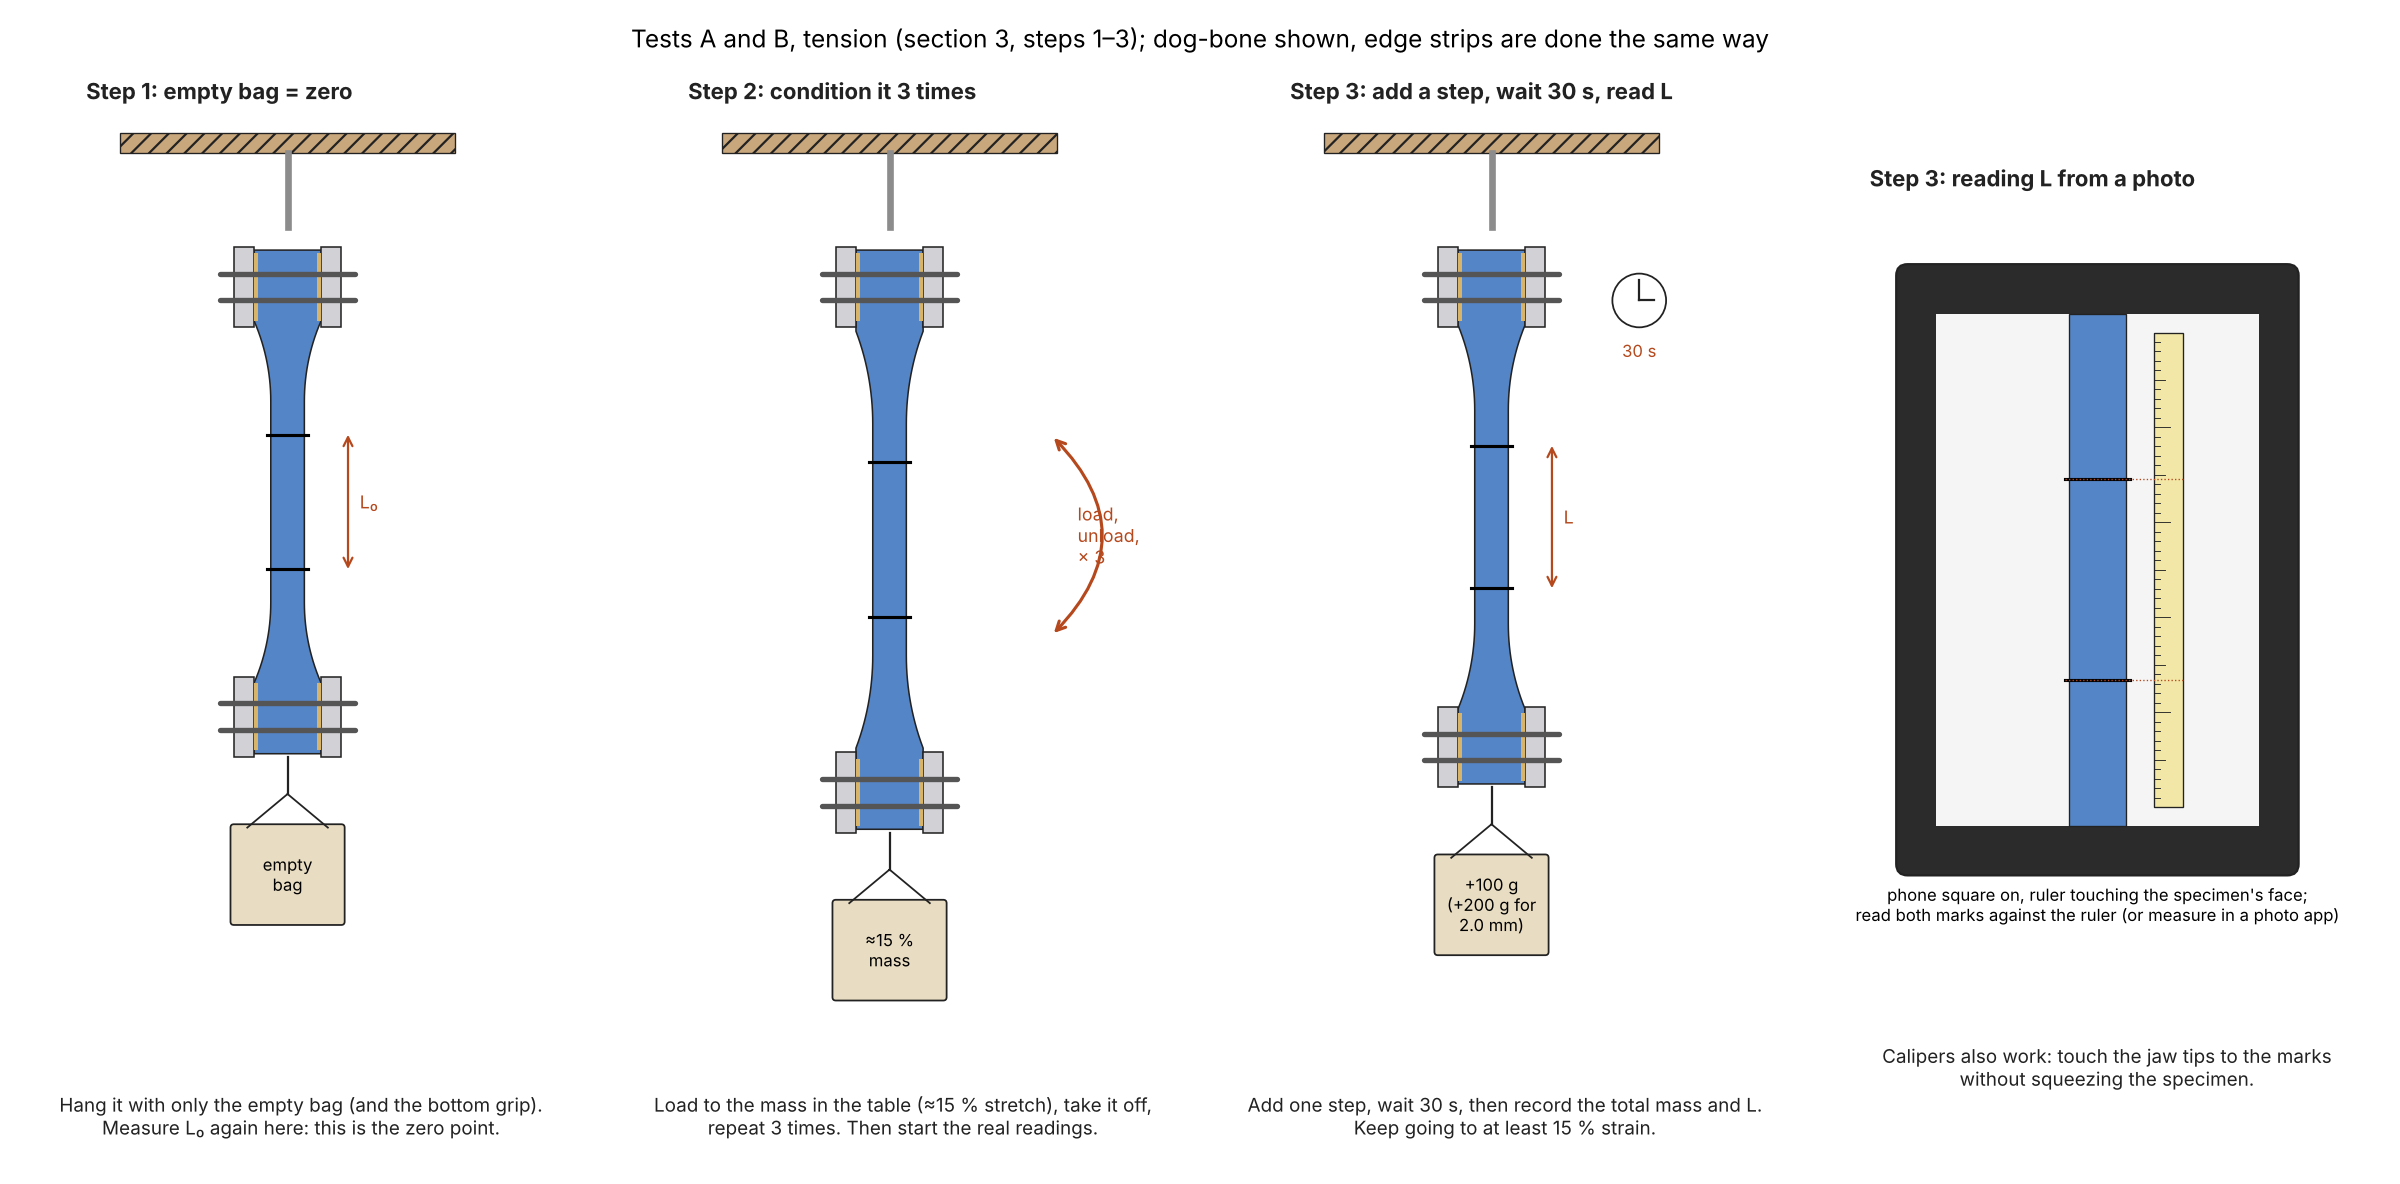 Tests A and B, tension (section 3, steps 1–3); dog-bone shown, edge strips are done the same way
Step 1: empty bag = zero
L₀
empty
bag
Hang it with only the empty bag (and the bottom grip).
Measure L₀ again here: this is the zero point.
Step 2: condition it 3 times
load,
unload,
× 3
≈15 %
mass
Load to the mass in the table (≈15 % stretch), take it off,
repeat 3 times. Then start the real readings.
Step 3: add a step, wait 30 s, read L
30 s
L
+100 g
(+200 g for
2.0 mm)
Add one step, wait 30 s, then record the total mass and L.
Keep going to at least 15 % strain.
Step 3: reading L from a photo
phone square on, ruler touching the specimen's face;
read both marks against the ruler (or measure in a photo app)
Calipers also work: touch the jaw tips to the marks
without squeezing the specimen.